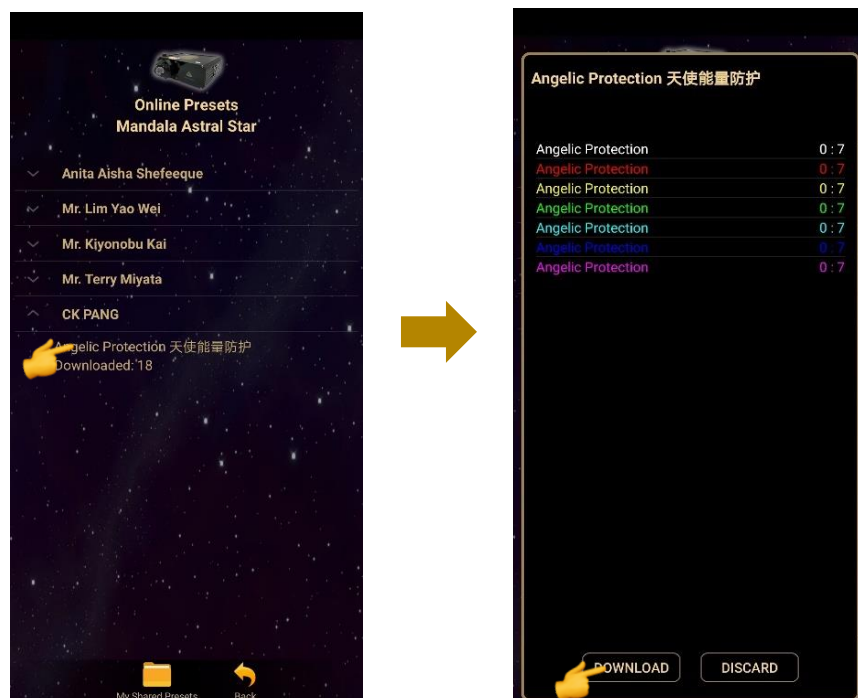 Online Presets
Mandala Astral Star
Anita Aisha Shefeeque
Mr. Lim Yao Wei
Mr. Kiyonobu Kai
Mr. Terry Miyata
CK PANG
Angelic Protection 天使能量防护
Downloaded: 18
My Shared Presets
Back
Angelic Protection 天使能量防护
Angelic Protection 0 : 7
Angelic Protection 0 : 7
Angelic Protection 0 : 7
Angelic Protection 0 : 7
Angelic Protection 0 : 7
Angelic Protection 0 : 7
Angelic Protection 0 : 7
DOWNLOAD
DISCARD